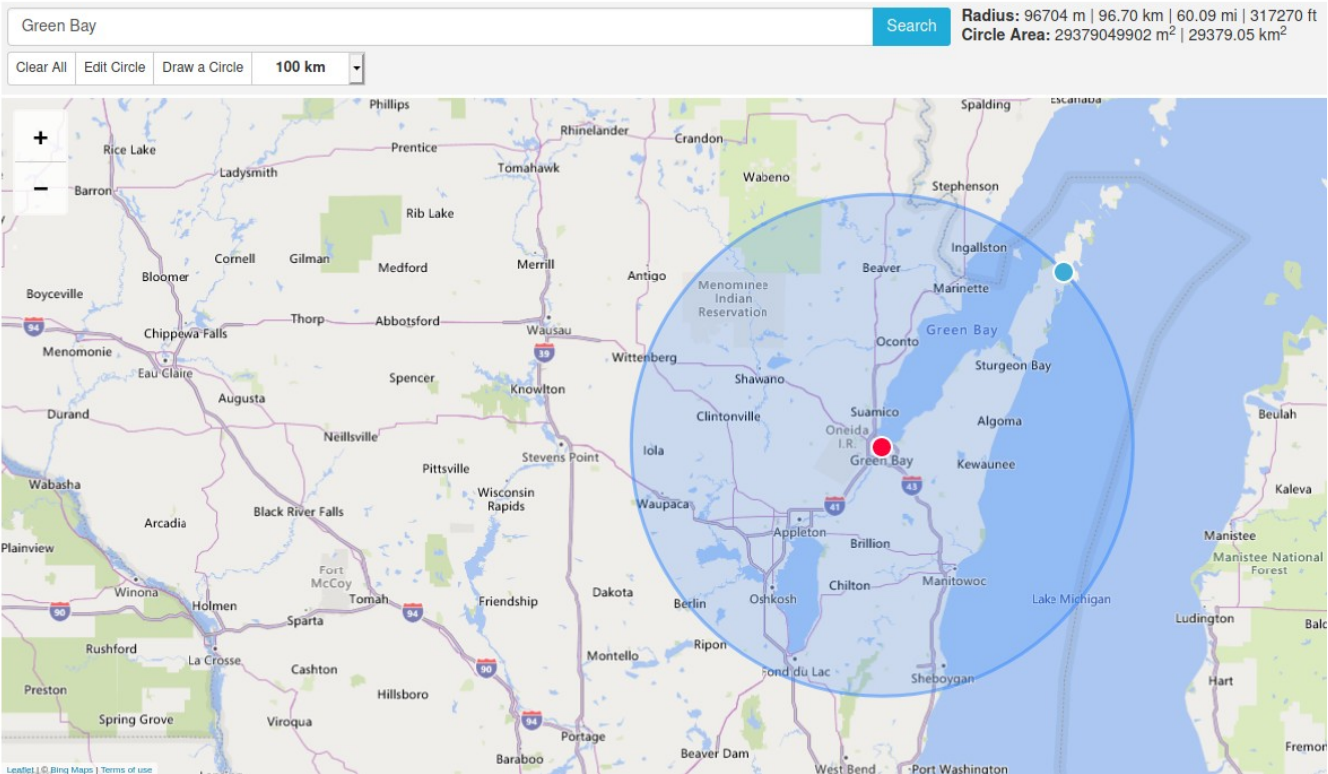 Green Bay
Search
Radius: 96704 m | 96.70 km | 60.09 mi | 317270 ft
Circle Area: 29379049902 m² | 29379.05 km²
Clear All
Edit Circle
Draw a Circle
100 km
+
−
Phillips
Spalding
Escanaba
Rhinelander
Crandon
Rice Lake
Prentice
Ladysmith
Tomahawk
Wabeno
Barron
Stephenson
Rib Lake
Ingallston
Cornell
Gilman
Medford
Merrill
Antigo
Beaver
Bloomer
Menominee
Indian
Reservation
Marinette
Boyceville
Thorp
Abbotsford
94
Chippewa Falls
Wausau
Green Bay
Oconto
Menomonie
39
Wittenberg
Eau Claire
Spencer
Shawano
Sturgeon Bay
Knowlton
Augusta
Durand
Clintonville
Suamico
Algoma
Beulah
Oneida
I.R.
Neillsville
Iola
Stevens Point
Green Bay
Kewaunee
Pittsville
Wabasha
43
Kaleva
Wisconsin
Rapids
Waupaca
41
Black River Falls
Arcadia
Appleton
Brillion
Manistee
Plainview
Manistee National
Forest
Fort
McCoy
Winona
Tomah
Dakota
Chilton
Manitowoc
Holmen
Friendship
Berlin
Oshkosh
Lake Michigan
90
94
Sparta
Ludington
Rushford
La Crosse
Ripon
Montello
Cashton
90
Fond du Lac
Sheboygan
Hart
Preston
Hillsboro
Spring Grove
Viroqua
94
Portage
Beaver Dam
Baraboo
West Bend
Port Washington
Leaflet | © Bing Maps | Terms of use